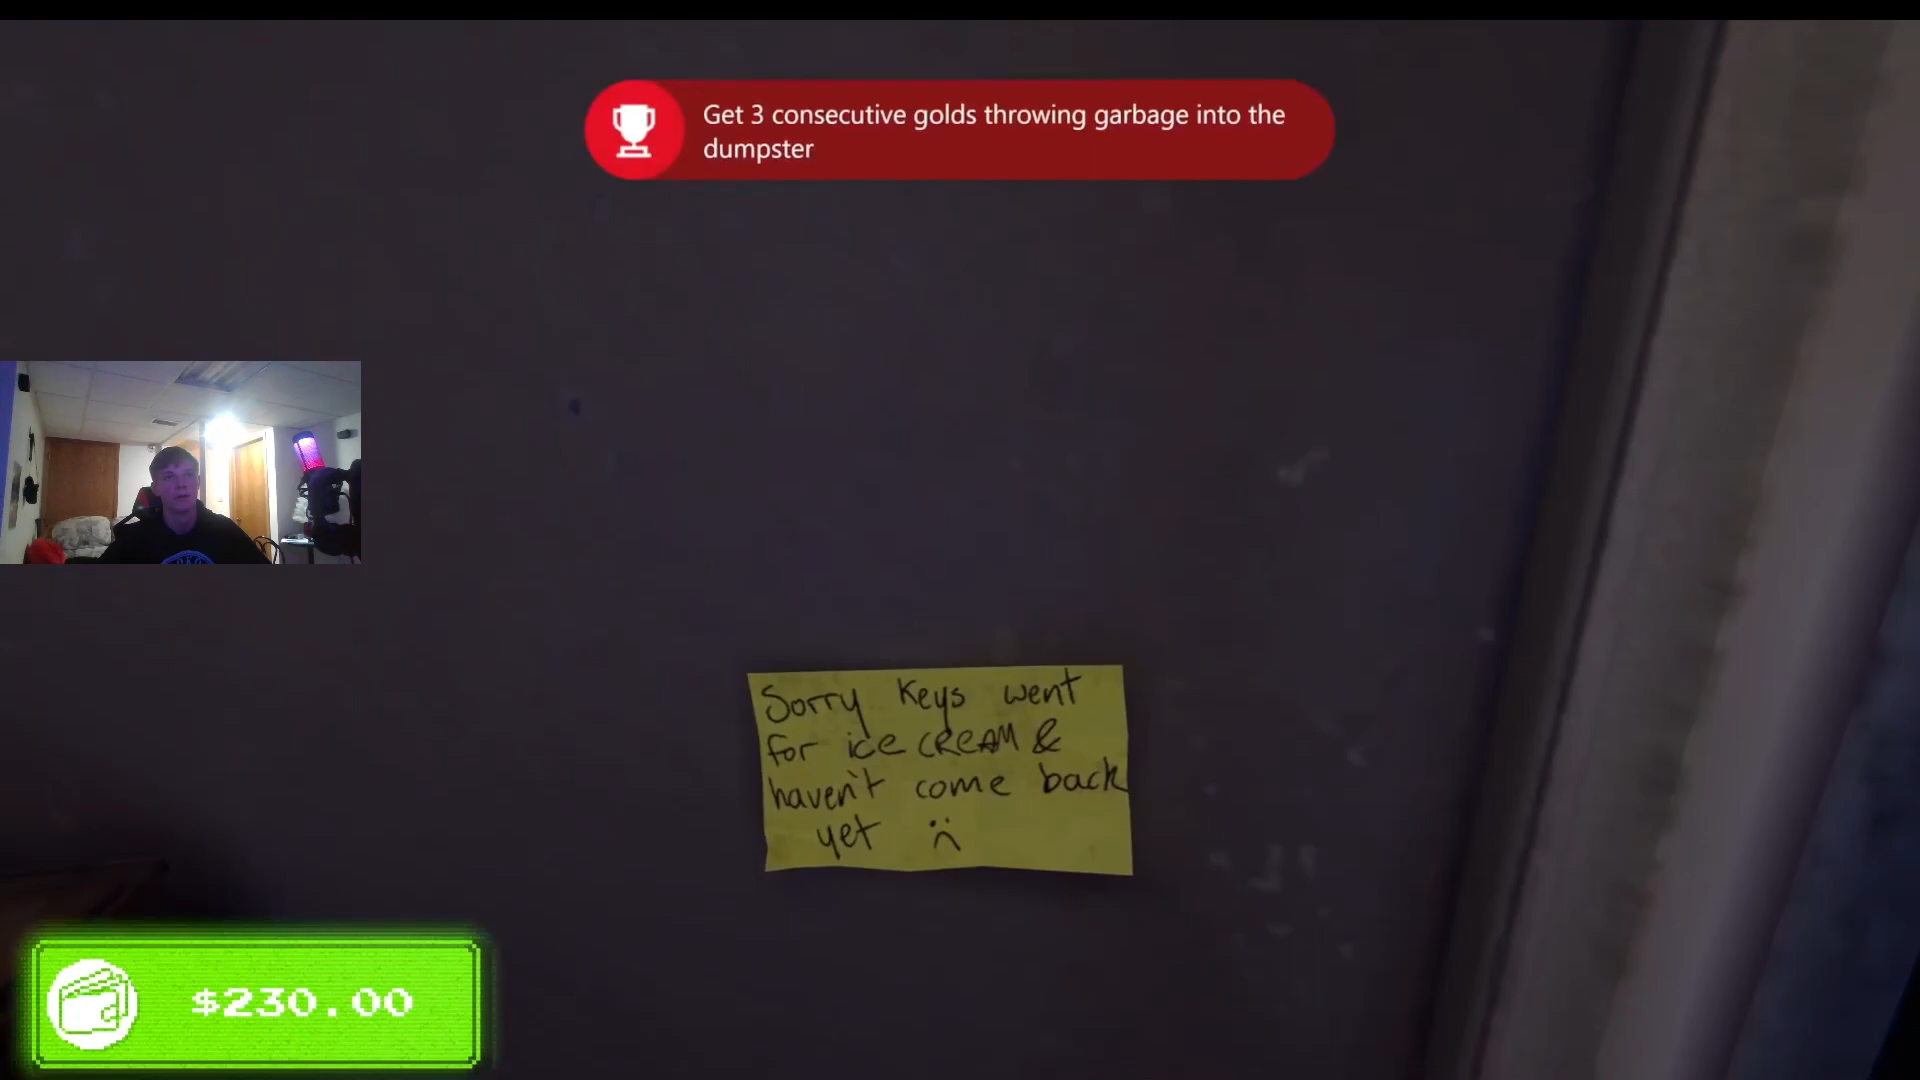 Get 3 consecutive golds throwing garbage into the
dumpster
Sorry Keys went
for ice cream &
haven't come back
yet :(
$230.00